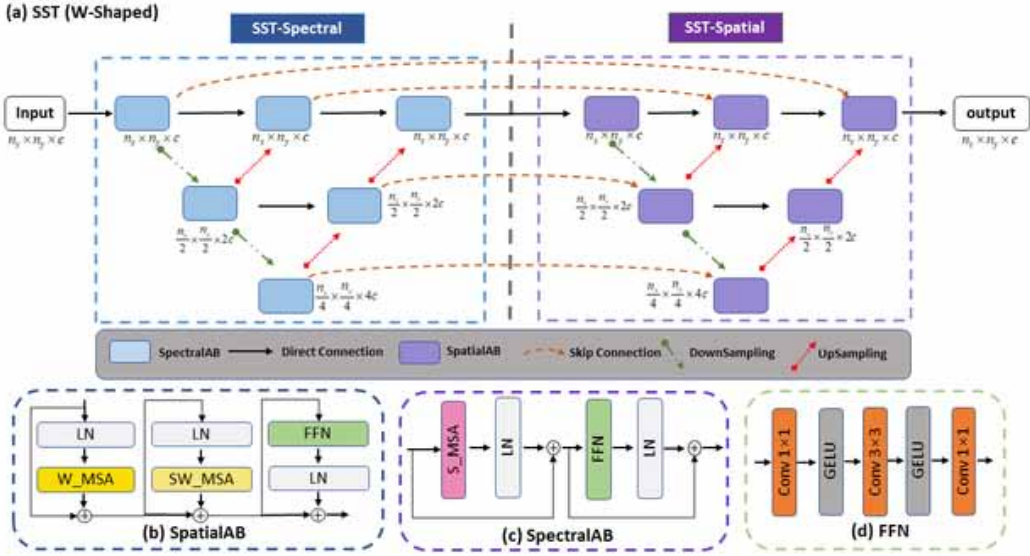 (a) SST (W-Shaped)
SST-Spectral
SST-Spatial
Input
output
n_x × n_y × c
n_x × n_y × c
n_x × n_y × c
n_x × n_y × c
n_x × n_y × c
n_x × n_y × c
n_x × n_y × c
n_x × n_y × c
n_x/2 × n_y/2 × 2c
n_x/2 × n_y/2 × 2c
n_x/2 × n_y/2 × 2c
n_x/2 × n_y/2 × 2c
n_x/4 × n_y/4 × 4c
n_x/4 × n_y/4 × 4c
SpectralAB
Direct Connection
SpatialAB
Skip Connection
DownSampling
UpSampling
LN
LN
FFN
W_MSA
SW_MSA
LN
(b) SpatialAB
S_MSA
LN
FFN
LN
(c) SpectralAB
Conv 1×1
GELU
Conv 3×3
GELU
Conv 1×1
(d) FFN